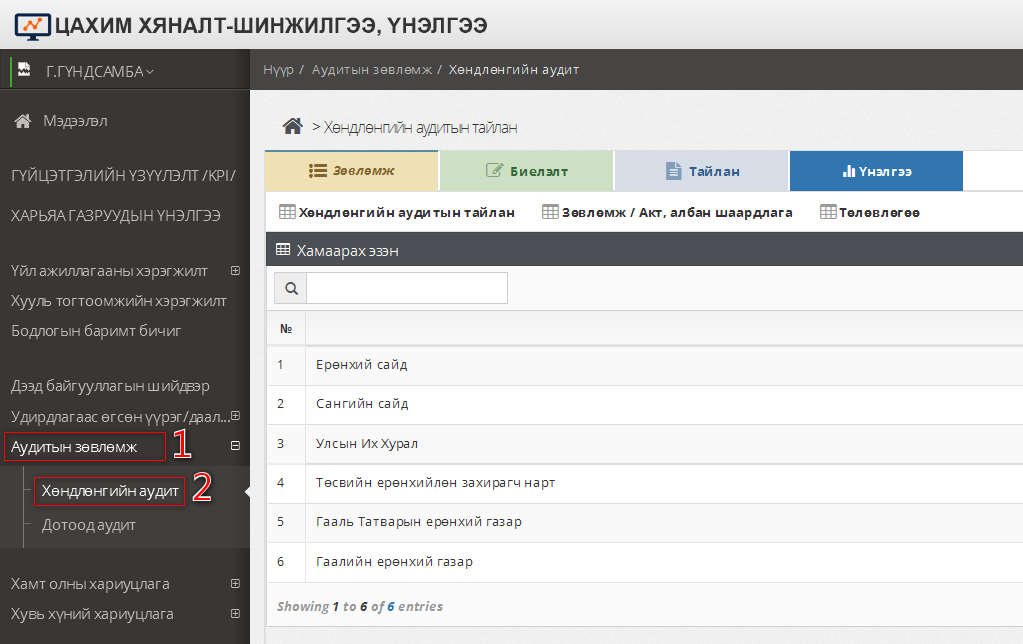 ЦАХИМ ХЯНАЛТ-ШИНЖИЛГЭЭ, ҮНЭЛГЭЭ
Г.ГҮНДСАМБА
Нүүр / Аудитын зөвлөмж / Хөндлөнгийн аудит
Мэдээлэл
ГҮЙЦЭТГЭЛИЙН ҮЗҮҮЛЭЛТ /KPI/
ХАРЬЯА ГАЗРУУДЫН ҮНЭЛГЭЭ
Үйл ажиллагааны хэрэгжилт
Хууль тогтоомжийн хэрэгжилт
Бодлогын баримт бичиг
Дээд байгууллагын шийдвэр
Удирдлагаас өгсөн үүрэг/даал...
Аудитын зөвлөмж 1
Хөндлөнгийн аудит 2
Дотоод аудит
Хамт олны хариуцлага
Хувь хүний хариуцлага
> Хөндлөнгийн аудитын тайлан
Зөвлөмж Биелэлт Тайлан Үнэлгээ
Хөндлөнгийн аудитын тайлан Зөвлөмж / Акт, албан шаардлага Төлөвлөгөө
Хамаарах эзэн
№
1 Ерөнхий сайд
2 Сангийн сайд
3 Улсын Их Хурал
4 Төсвийн ерөнхийлөн захирагч нарт
5 Гааль Татварын ерөнхий газар
6 Гаалийн ерөнхий газар
Showing 1 to 6 of 6 entries